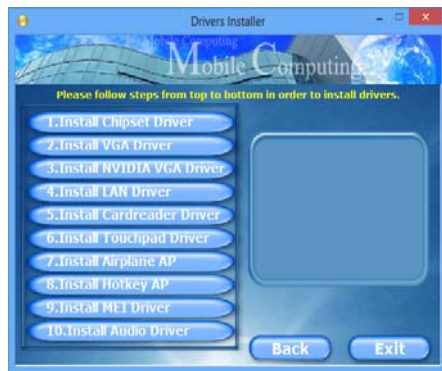 Drivers Installer
Mobile Computing
Mobile Computing
Please follow steps from top to bottom in order to install drivers.
1.Install Chipset Driver
2.Install VGA Driver
3.Install NVIDIA VGA Driver
4.Install LAN Driver
5.Install Cardreader Driver
6.Install Touchpad Driver
7.Install Airplane AP
8.Install Hotkey AP
9.Install MEI Driver
10.Install Audio Driver
Back
Exit